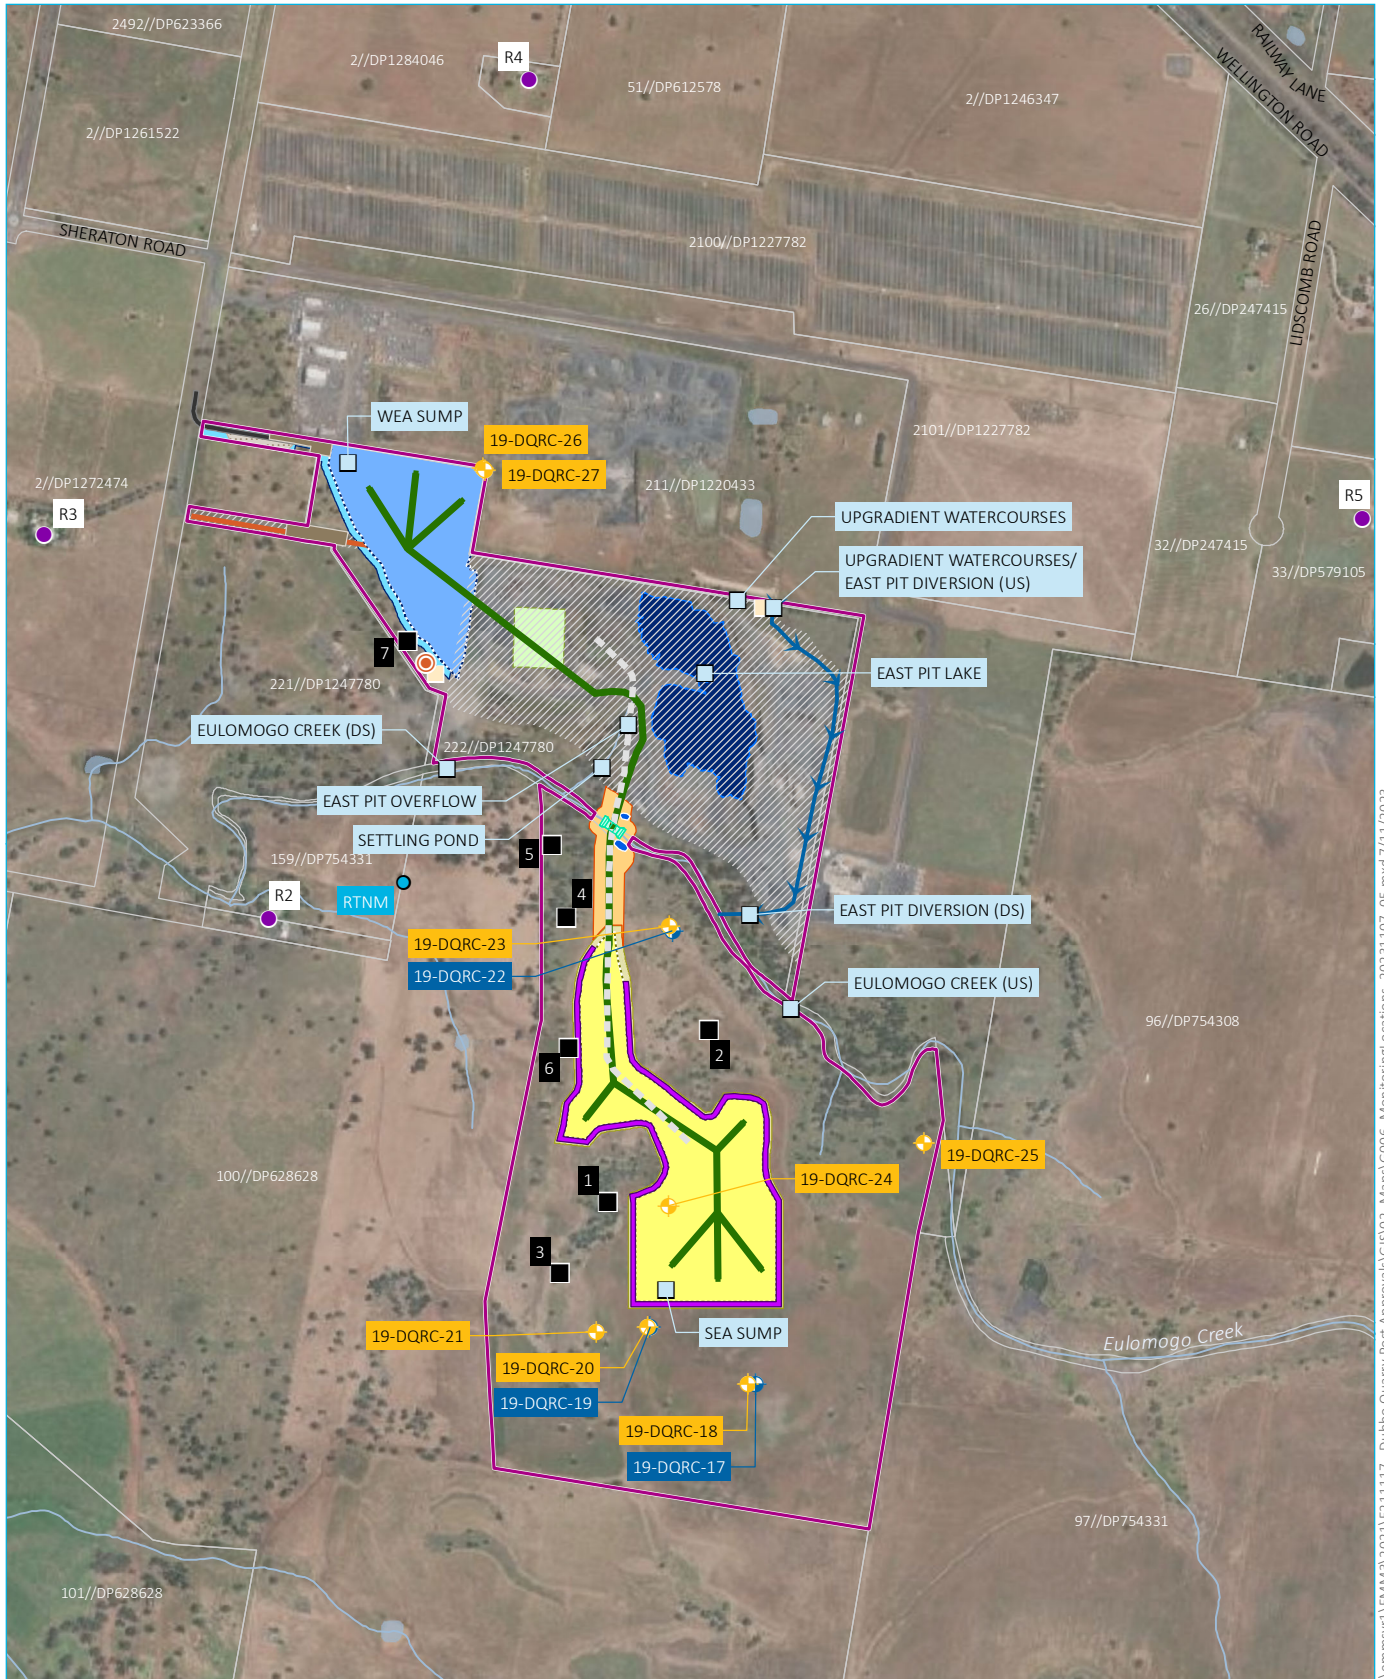 2492//DP623366
2//DP1284046
R4
51//DP612578
2//DP1246347
RAILWAY LANE
WELLINGTON ROAD
2//DP1261522
SHERATON ROAD
2100//DP1227782
LIDSCOMB ROAD
26//DP247415
WEA SUMP
19-DQRC-26
19-DQRC-27
2101//DP1227782
2//DP1272474
R3
211//DP1220433
R5
UPGRADIENT WATERCOURSES
32//DP247415
UPGRADIENT WATERCOURSES/
EAST PIT DIVERSION (US)
33//DP579105
7
221//DP1247780
EAST PIT LAKE
EULOMOGO CREEK (DS)
222//DP1247780
EAST PIT OVERFLOW
SETTLING POND
5
159//DP754331
R2
RTNM
4
EAST PIT DIVERSION (DS)
19-DQRC-23
19-DQRC-22
EULOMOGO CREEK (US)
96//DP754308
2
6
19-DQRC-25
100//DP628628
1
19-DQRC-24
3
19-DQRC-21
SEA SUMP
Eulomogo Creek
19-DQRC-20
19-DQRC-19
19-DQRC-18
19-DQRC-17
97//DP754331
101//DP628628